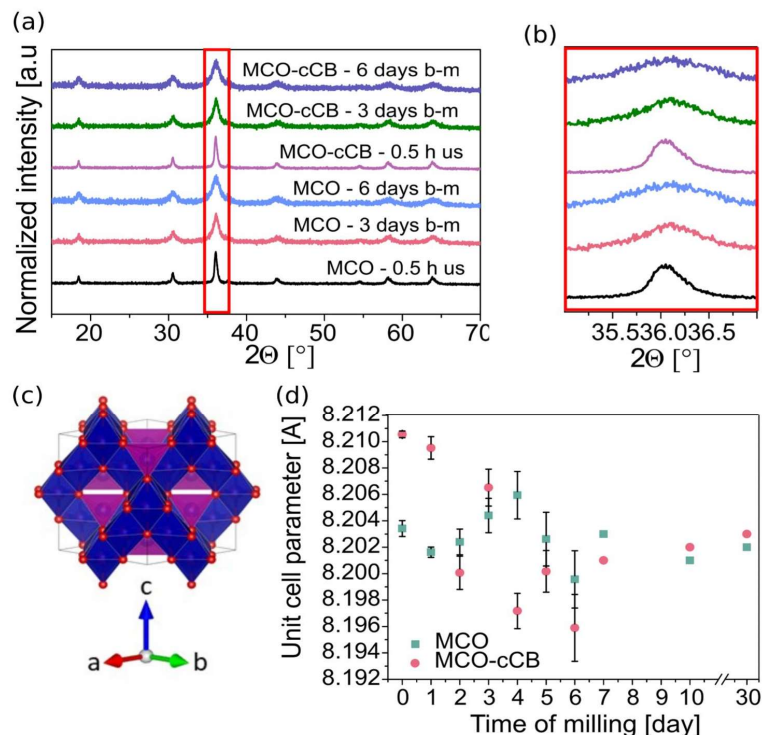 (a)
Normalized intensity [a.u
MCO-cCB - 6 days b-m
MCO-cCB - 3 days b-m
MCO-cCB - 0.5 h us
MCO - 6 days b-m
MCO - 3 days b-m
MCO - 0.5 h us
20 30 40 50 60 70
2Θ [°]
(b)
35.536.036.5
2Θ [°]
(c)
c
a b
(d)
Unit cell parameter [A]
8.212
8.210
8.208
8.206
8.204
8.202
8.200
8.198
8.196
8.194
8.192
MCO
MCO-cCB
0 1 2 3 4 5 6 7 10 30
Time of milling [day]